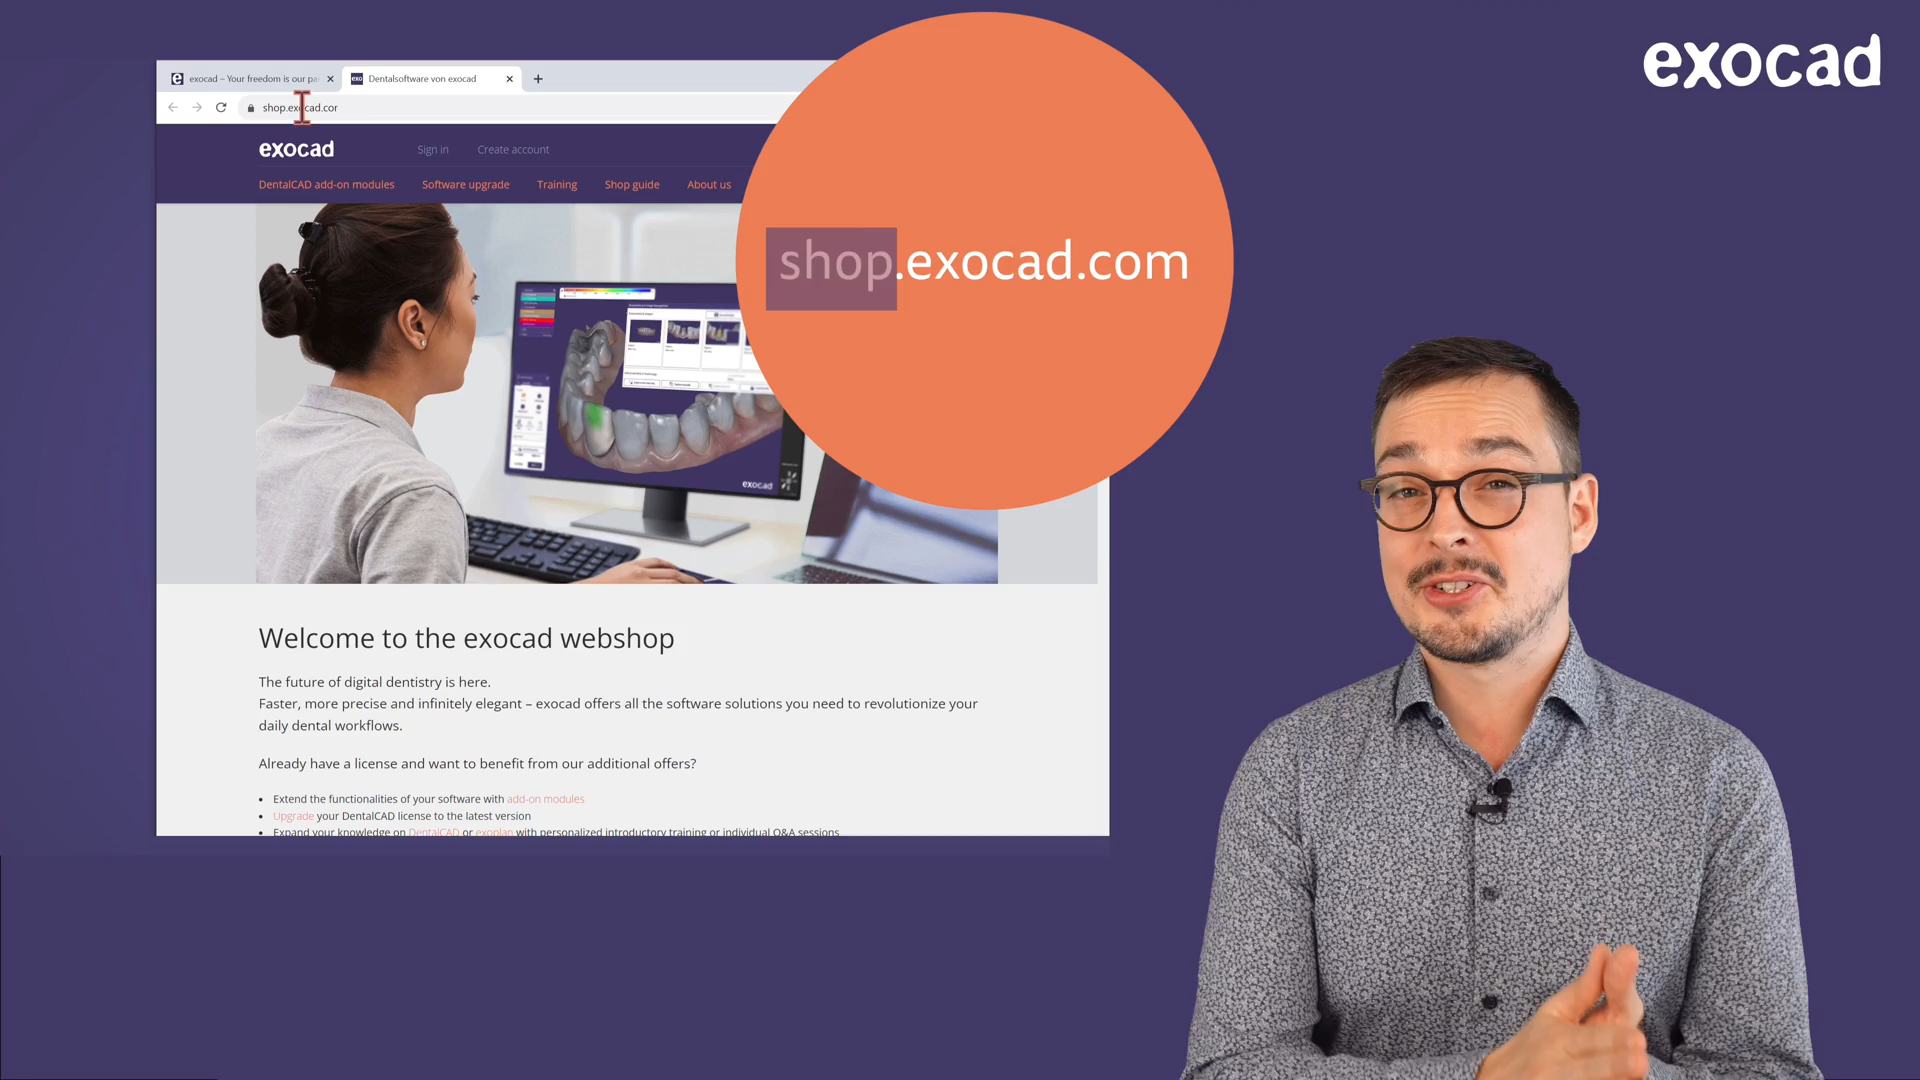 exocad
exocad – Your freedom is our pa
Dentalsoftware von exocad
shop.exocad.cor
exocad
Sign in
Create account
DentalCAD add-on modules
Software upgrade
Training
Shop guide
About us
shop.exocad.com
exocad
Welcome to the exocad webshop
The future of digital dentistry is here.
Faster, more precise and infinitely elegant – exocad offers all the software solutions you need to revolutionize your
daily dental workflows.
Already have a license and want to benefit from our additional offers?
• Extend the functionalities of your software with add-on modules
• Upgrade your DentalCAD license to the latest version
• Expand your knowledge on DentalCAD or exoplan with personalized introductory training or individual Q&A sessions